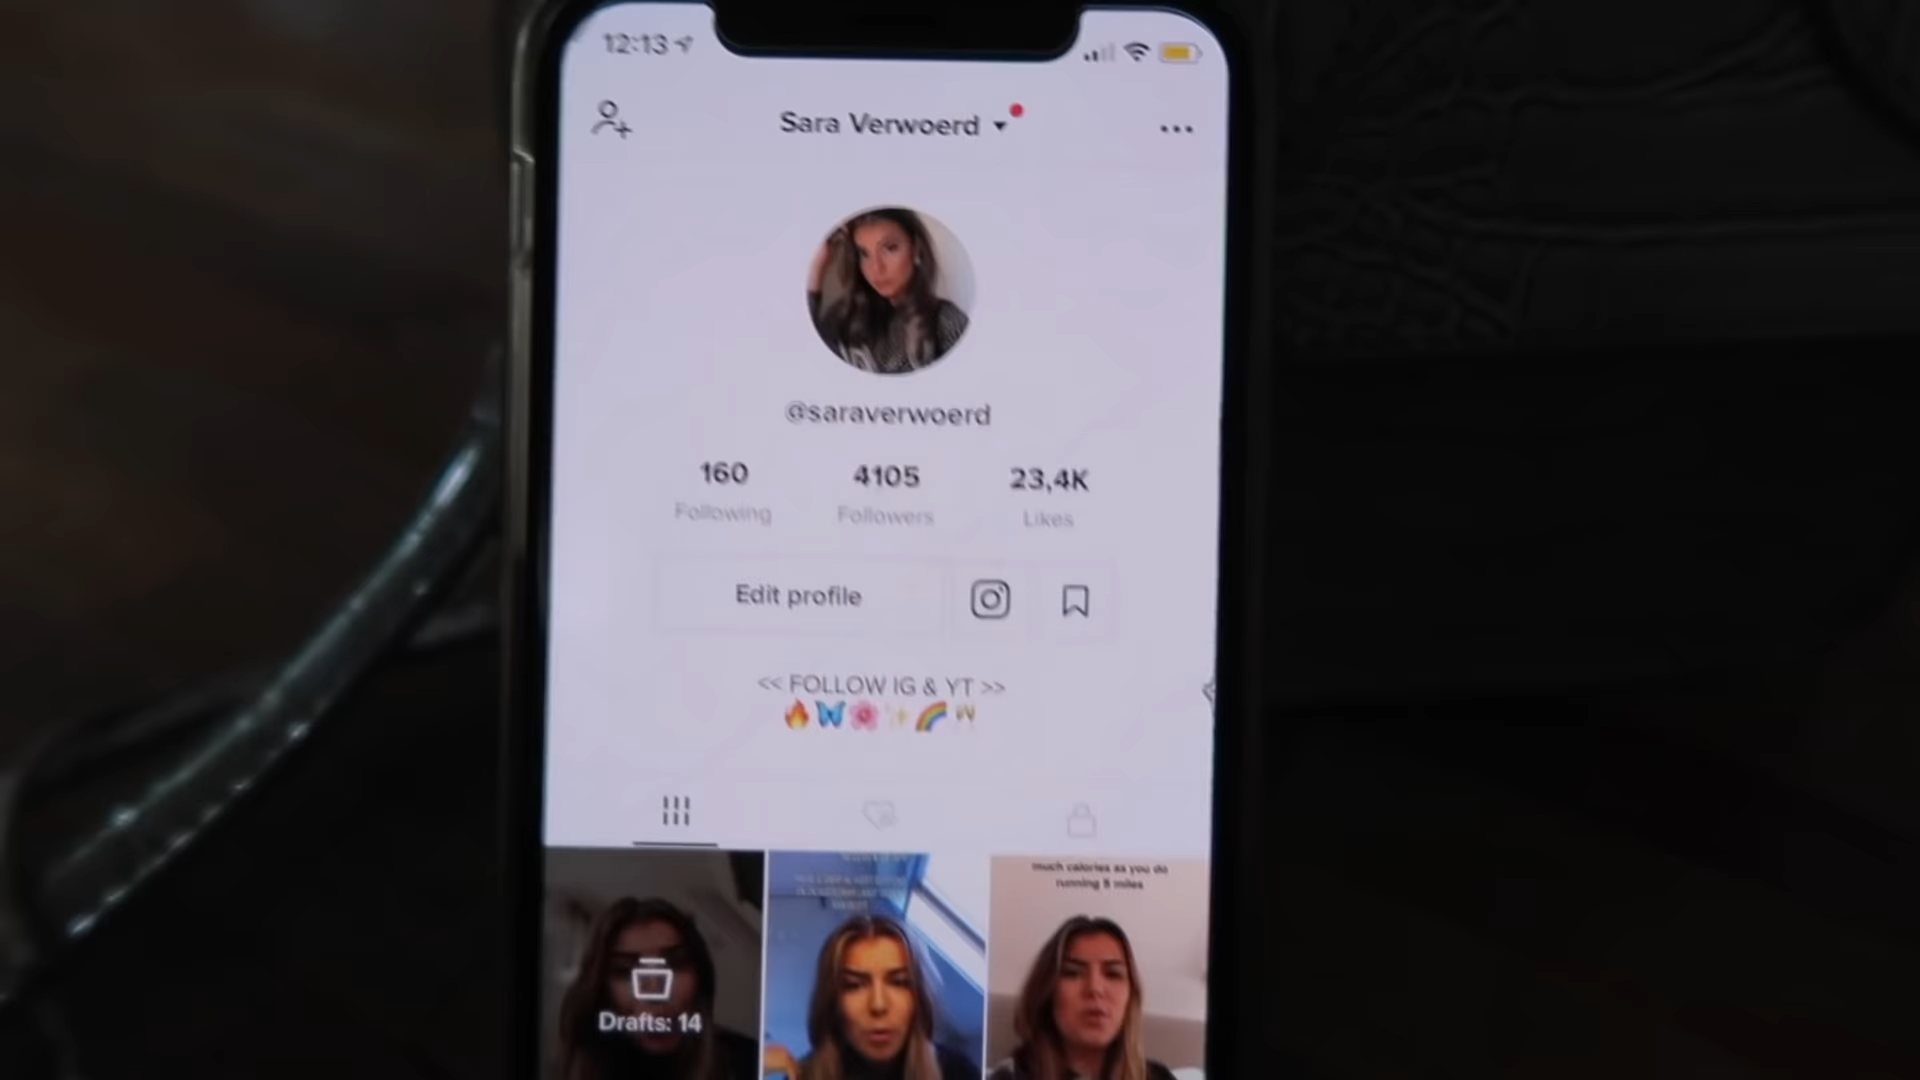 12:13
Sara Verwoerd
@saraverwoerd
160 4105 23,4K
Following Followers Likes
Edit profile
<< FOLLOW IG & YT >>
much calories as you do
running 5 miles
Drafts: 14